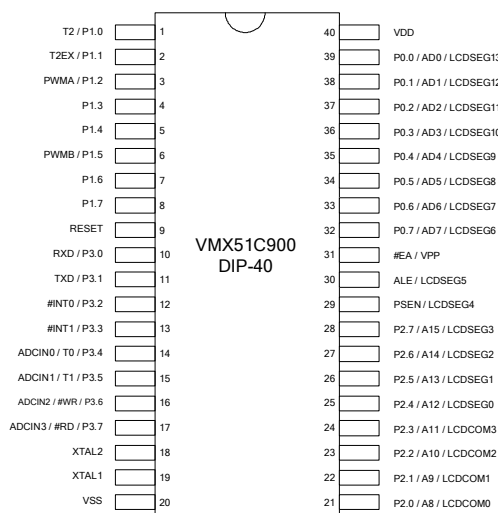 T2 / P1.0 1 40 VDD
T2EX / P1.1 2 39 P0.0 / AD0 / LCDSEG13
PWMA / P1.2 3 38 P0.1 / AD1 / LCDSEG12
P1.3 4 37 P0.2 / AD2 / LCDSEG11
P1.4 5 36 P0.3 / AD3 / LCDSEG10
PWMB / P1.5 6 35 P0.4 / AD4 / LCDSEG9
P1.6 7 34 P0.5 / AD5 / LCDSEG8
P1.7 8 33 P0.6 / AD6 / LCDSEG7
RESET 9 32 P0.7 / AD7 / LCDSEG6
VMX51C900
RXD / P3.0 10 31 #EA / VPP
DIP-40
TXD / P3.1 11 30 ALE / LCDSEG5
#INT0 / P3.2 12 29 PSEN / LCDSEG4
#INT1 / P3.3 13 28 P2.7 / A15 / LCDSEG3
ADCIN0 / T0 / P3.4 14 27 P2.6 / A14 / LCDSEG2
ADCIN1 / T1 / P3.5 15 26 P2.5 / A13 / LCDSEG1
ADCIN2 / #WR / P3.6 16 25 P2.4 / A12 / LCDSEG0
ADCIN3 / #RD / P3.7 17 24 P2.3 / A11 / LCDCOM3
XTAL2 18 23 P2.2 / A10 / LCDCOM2
XTAL1 19 22 P2.1 / A9 / LCDCOM1
VSS 20 21 P2.0 / A8 / LCDCOM0